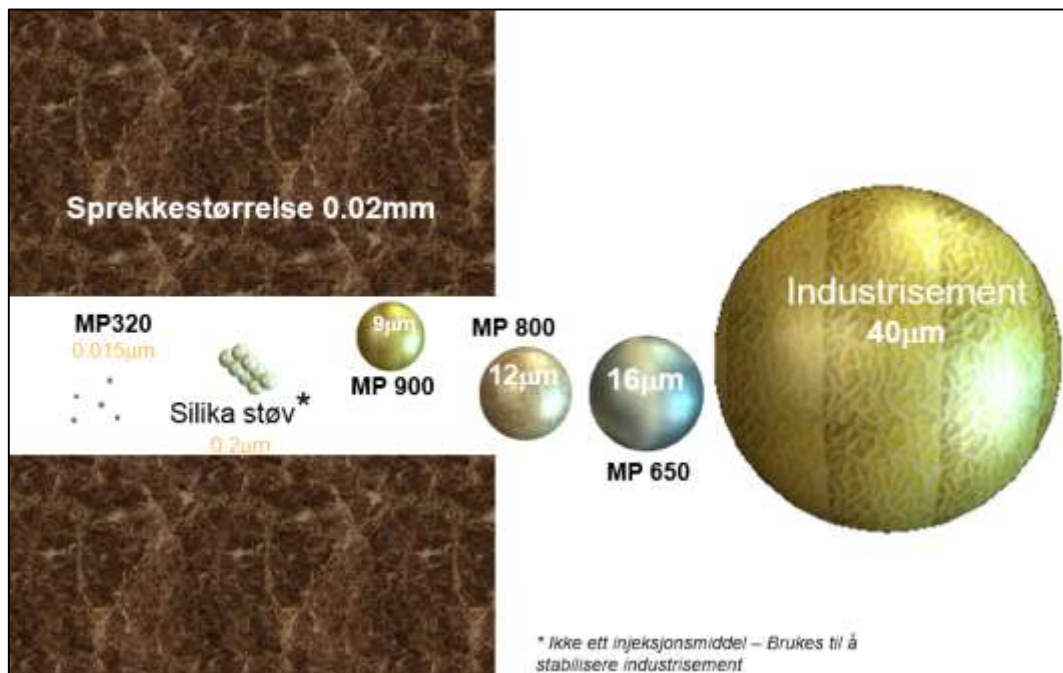 Sprekkestørrelse 0.02mm
MP320
0.015µm
Silika støv*
0.2µm
9µm
MP 900
MP 800
12µm
16µm
MP 650
Industrisement
40µm
* Ikke ett injeksjonsmiddel – Brukes til å
stabilisere industrisement